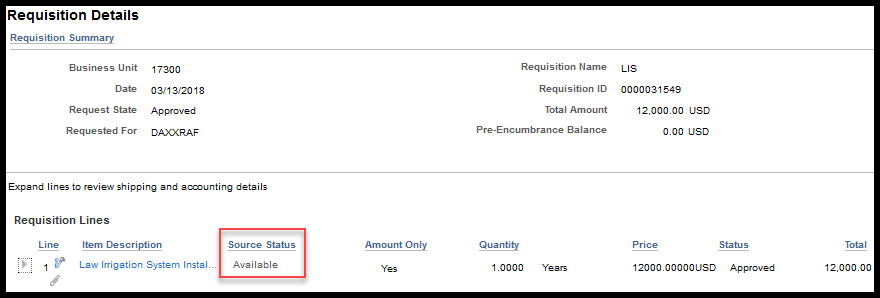 Requisition Details
Requisition Summary
Business Unit 17300 Requisition Name LIS
Date 03/13/2018 Requisition ID 0000031549
Request State Approved Total Amount 12,000.00 USD
Requested For DAXXRAF Pre-Encumbrance Balance 0.00 USD
Expand lines to review shipping and accounting details
Requisition Lines
Line Item Description Source Status Amount Only Quantity Price Status Total
1 Law Irrigation System Instal... Available Yes 1.0000 Years 12000.00000USD Approved 12,000.00